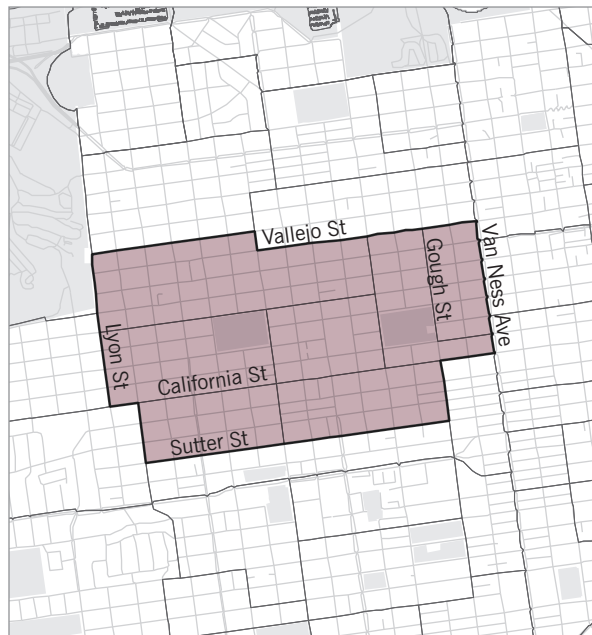 Vallejo St
Gough St
Van Ness Ave
Lyon St
California St
Sutter St